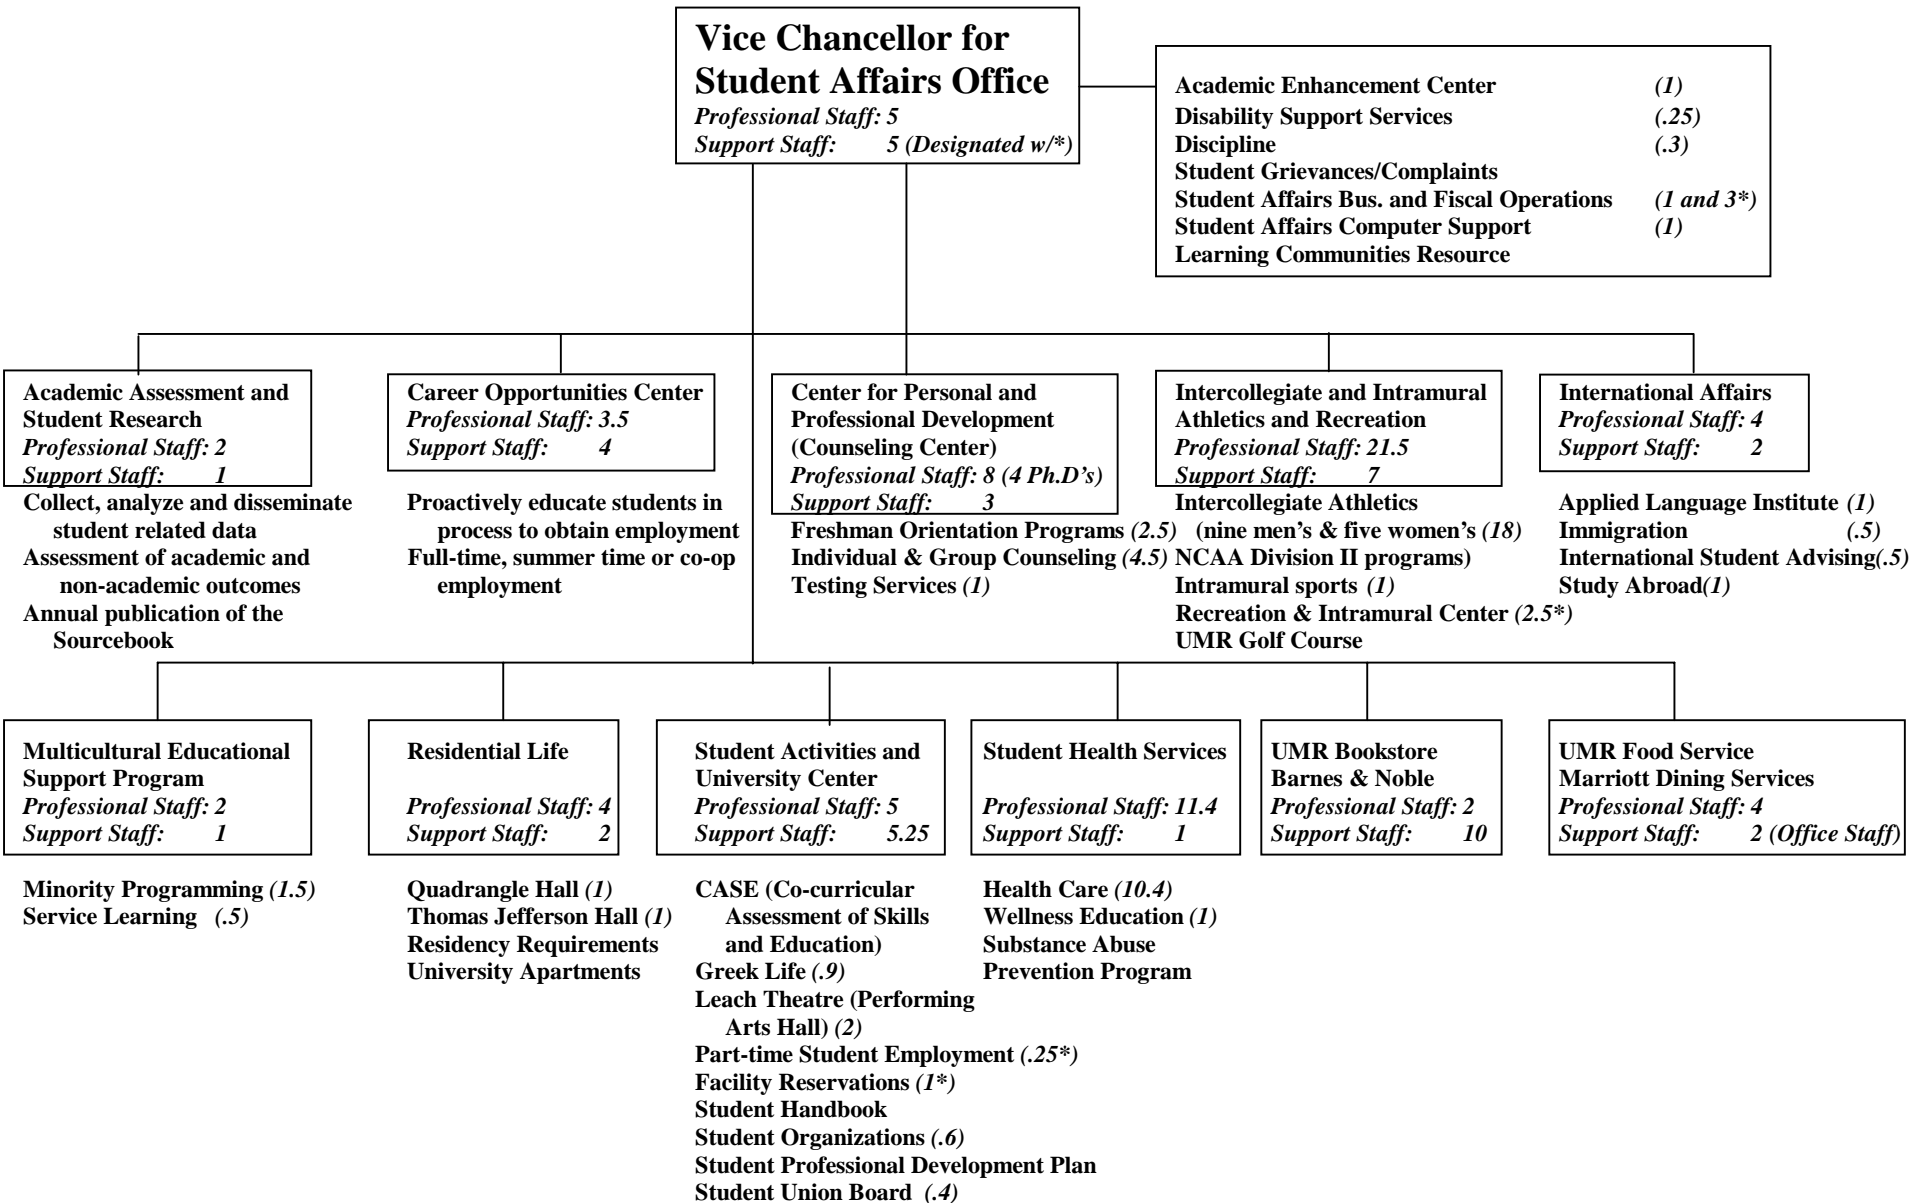 Vice Chancellor for
Student Affairs Office
Professional Staff: 5
Support Staff: 5 (Designated w/*)
Academic Enhancement Center (1)
Disability Support Services (.25)
Discipline (.3)
Student Grievances/Complaints
Student Affairs Bus. and Fiscal Operations (1 and 3*)
Student Affairs Computer Support (1)
Learning Communities Resource
Academic Assessment and
Student Research
Professional Staff: 2
Support Staff: 1
Collect, analyze and disseminate
student related data
Assessment of academic and
non-academic outcomes
Annual publication of the
Sourcebook
Career Opportunities Center
Professional Staff: 3.5
Support Staff: 4
Proactively educate students in
process to obtain employment
Full-time, summer time or co-op
employment
Center for Personal and
Professional Development
(Counseling Center)
Professional Staff: 8 (4 Ph.D’s)
Support Staff: 3
Freshman Orientation Programs (2.5)
Individual & Group Counseling (4.5)
Testing Services (1)
Intercollegiate and Intramural
Athletics and Recreation
Professional Staff: 21.5
Support Staff: 7
Intercollegiate Athletics
(nine men’s & five women’s (18)
NCAA Division II programs)
Intramural sports (1)
Recreation & Intramural Center (2.5*)
UMR Golf Course
International Affairs
Professional Staff: 4
Support Staff: 2
Applied Language Institute (1)
Immigration (.5)
International Student Advising(.5)
Study Abroad(1)
Multicultural Educational
Support Program
Professional Staff: 2
Support Staff: 1
Minority Programming (1.5)
Service Learning (.5)
Residential Life
Professional Staff: 4
Support Staff: 2
Quadrangle Hall (1)
Thomas Jefferson Hall (1)
Residency Requirements
University Apartments
Student Activities and
University Center
Professional Staff: 5
Support Staff: 5.25
CASE (Co-curricular
Assessment of Skills
and Education)
Greek Life (.9)
Leach Theatre (Performing
Arts Hall) (2)
Part-time Student Employment (.25*)
Facility Reservations (1*)
Student Handbook
Student Organizations (.6)
Student Professional Development Plan
Student Union Board (.4)
Student Health Services
Professional Staff: 11.4
Support Staff: 1
Health Care (10.4)
Wellness Education (1)
Substance Abuse
Prevention Program
UMR Bookstore
Barnes & Noble
Professional Staff: 2
Support Staff: 10
UMR Food Service
Marriott Dining Services
Professional Staff: 4
Support Staff: 2 (Office Staff)